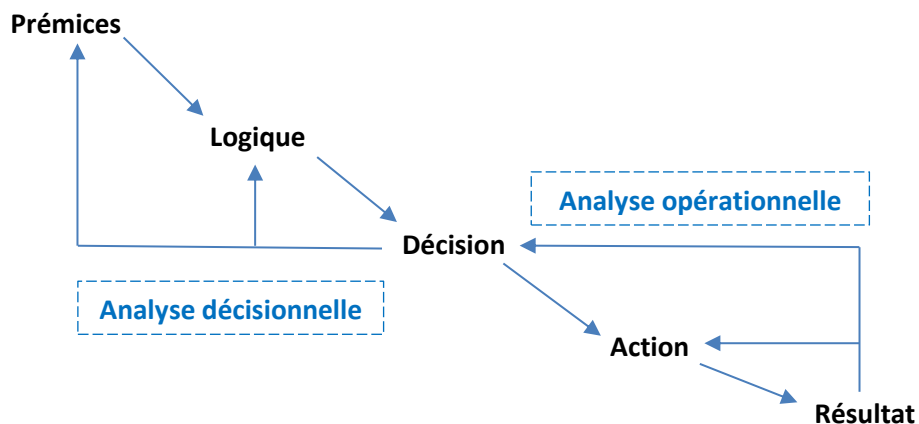 Prémices
Logique
Analyse opérationnelle
Décision
Analyse décisionnelle
Action
Résultat